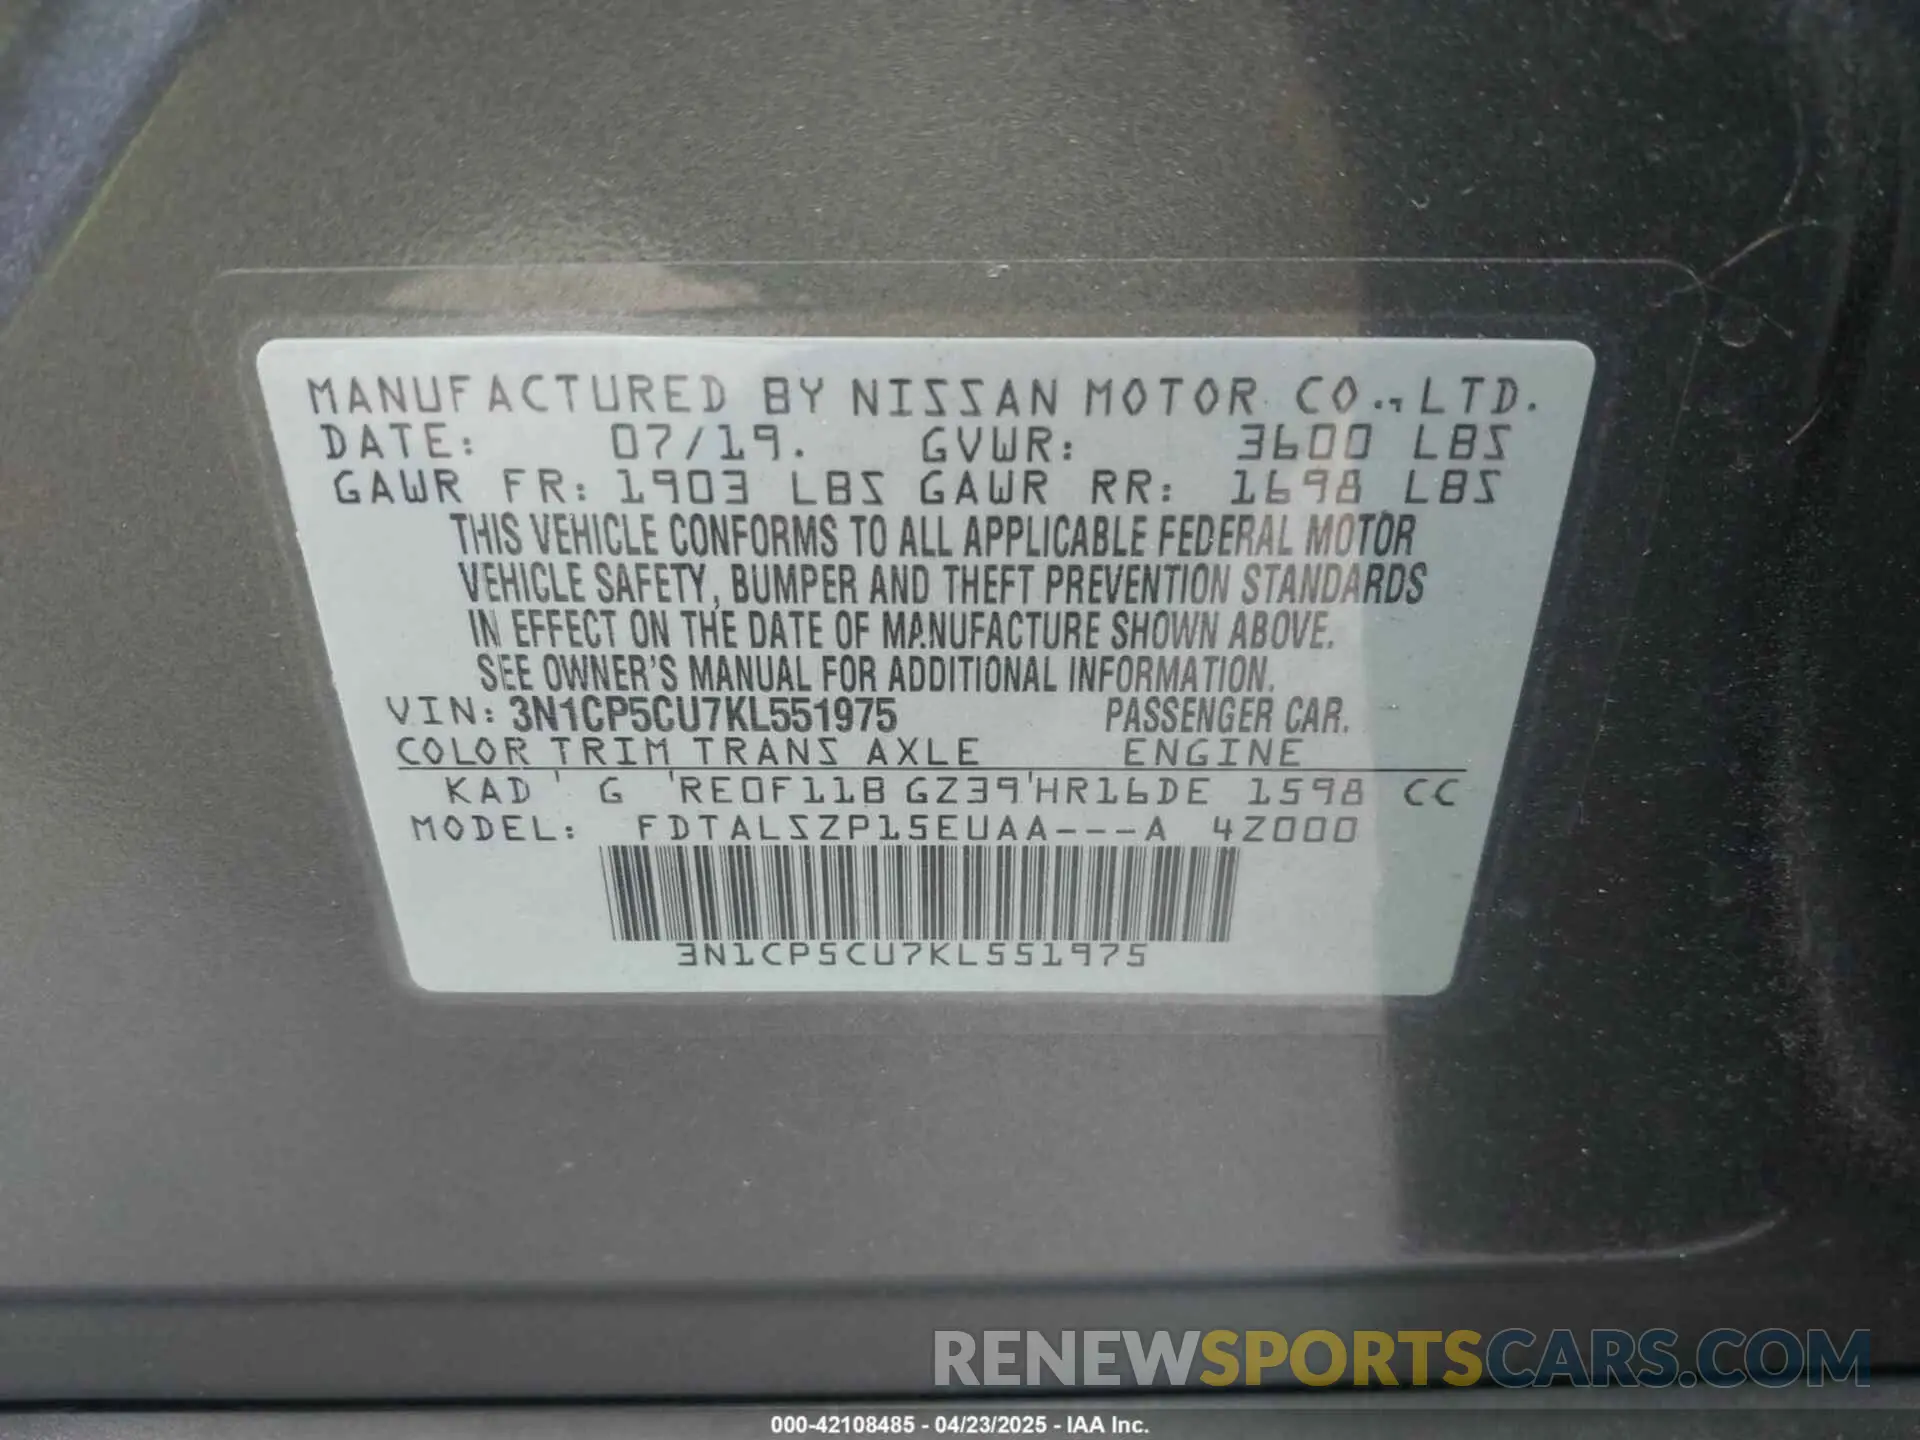 MANUFACTURED BY NISSAN MOTOR CO., LTD.
DATE: 07/19. GVWR: 3600 LBS
GAWR FR: 1903 LBS GAWR RR: 1698 LBS
THIS VEHICLE CONFORMS TO ALL APPLICABLE FEDERAL MOTOR
VEHICLE SAFETY, BUMPER AND THEFT PREVENTION STANDARDS
IN EFFECT ON THE DATE OF MANUFACTURE SHOWN ABOVE.
SEE OWNER'S MANUAL FOR ADDITIONAL INFORMATION.
VIN: 3N1CP5CU7KL551975 PASSENGER CAR.
COLOR TRIM TRANS AXLE ENGINE
KAD ' G 'RE0F11B GZ39'HR16DE 1598 CC
MODEL: FDTALSZP15EUAA---A 4Z000
3N1CP5CU7KL551975
RENEWSPORTSCARS.COM
000-42108485 - 04/23/2025 - IAA Inc.